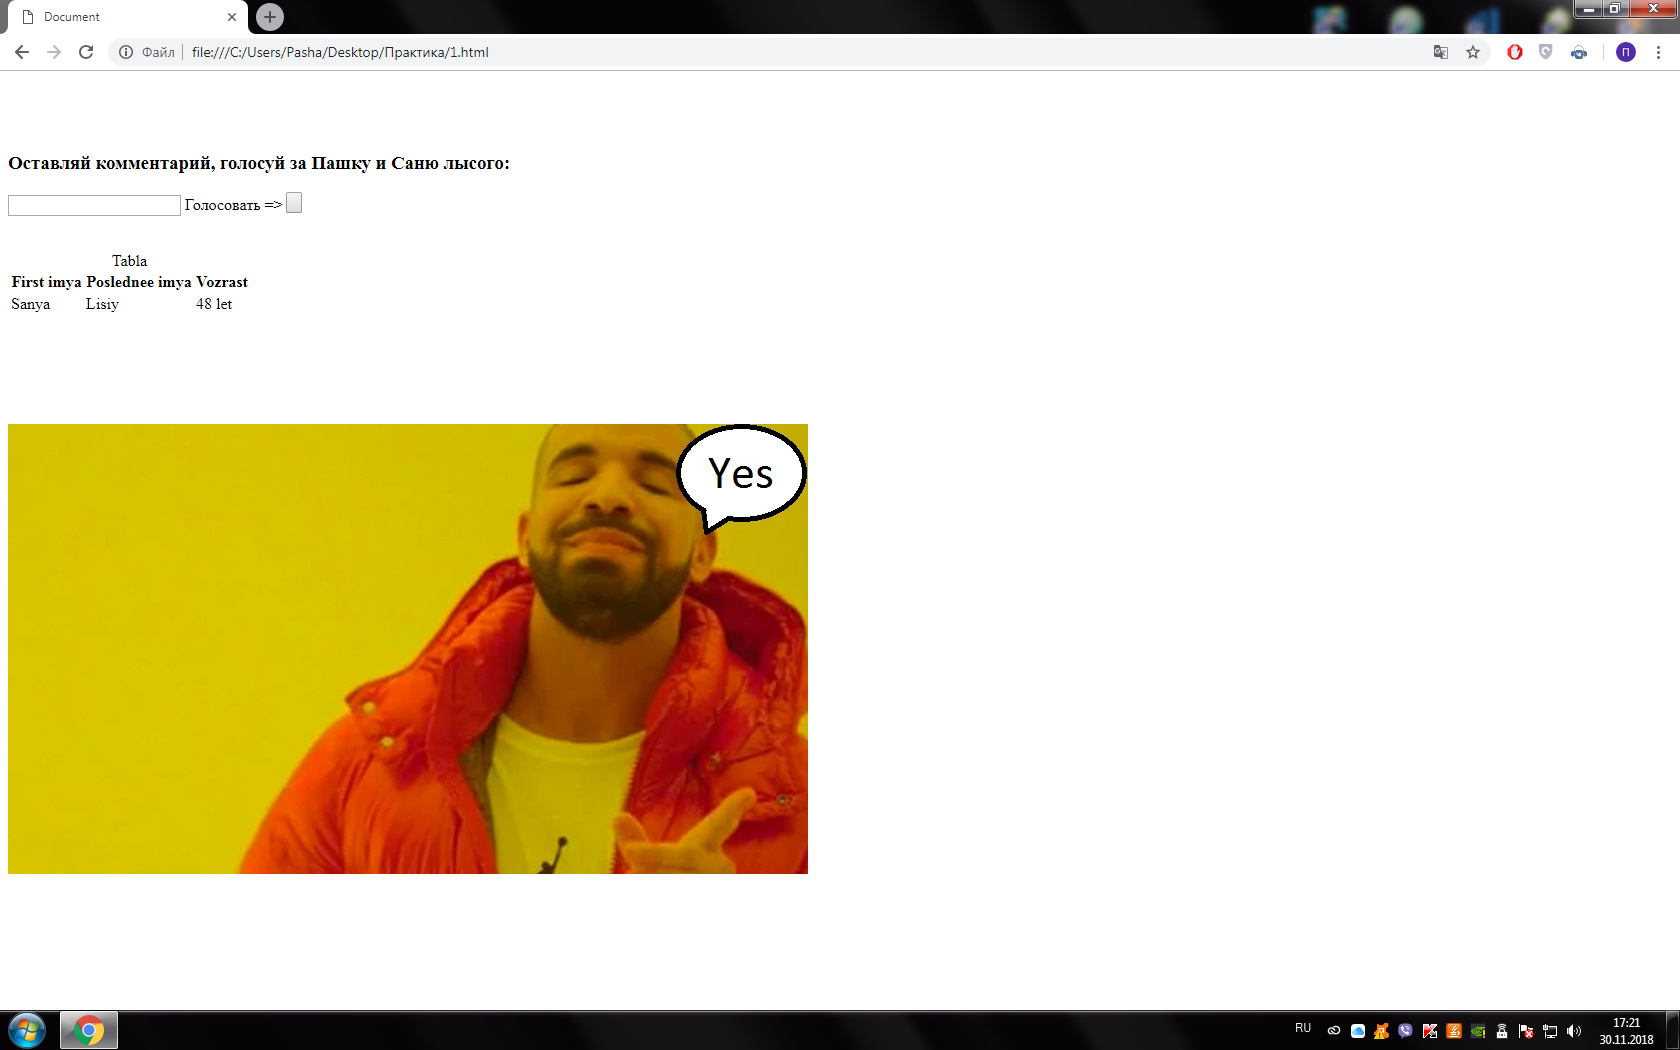 Document
Файл
file:///C:/Users/Pasha/Desktop/Практика/1.html
П
Оставляй комментарий, голосуй за Пашку и Саню лысого:
Голосовать =>
Tabla
First imya Poslednee imya Vozrast
Sanya Lisiy 48 let
Yes
RU
17:21
30.11.2018